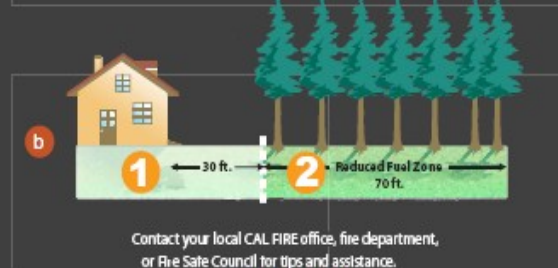 b
1
30 ft.
2
Reduced Fuel Zone
70 ft.
Contact your local CAL FIRE office, fire department,
or Fire Safe Council for tips and assistance.